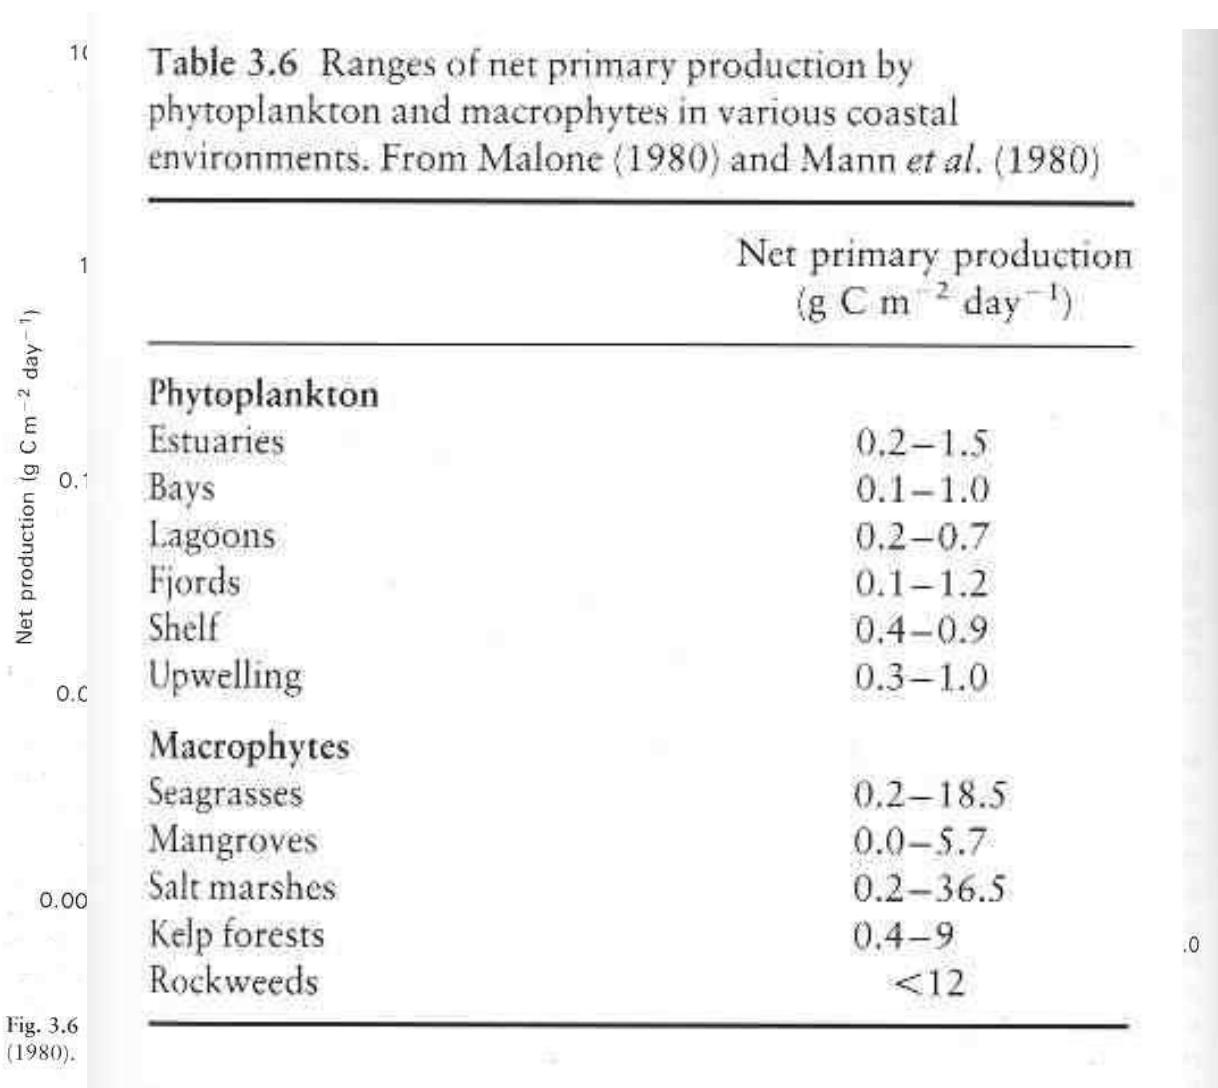 Table 3.6 Ranges of net primary production by
phytoplankton and macrophytes in various coastal
environments. From Malone (1980) and Mann et al. (1980)
Net primary production
(g C m⁻² day⁻¹)
Phytoplankton
Estuaries 0.2–1.5
Bays 0.1–1.0
Lagoons 0.2–0.7
Fjords 0.1–1.2
Shelf 0.4–0.9
Upwelling 0.3–1.0
Macrophytes
Seagrasses 0.2–18.5
Mangroves 0.0–5.7
Salt marshes 0.2–36.5
Kelp forests 0.4–9
Rockweeds <12
Net production (g C m⁻² day⁻¹)
1
0.1
0.00
.0
Fig. 3.6
(1980).